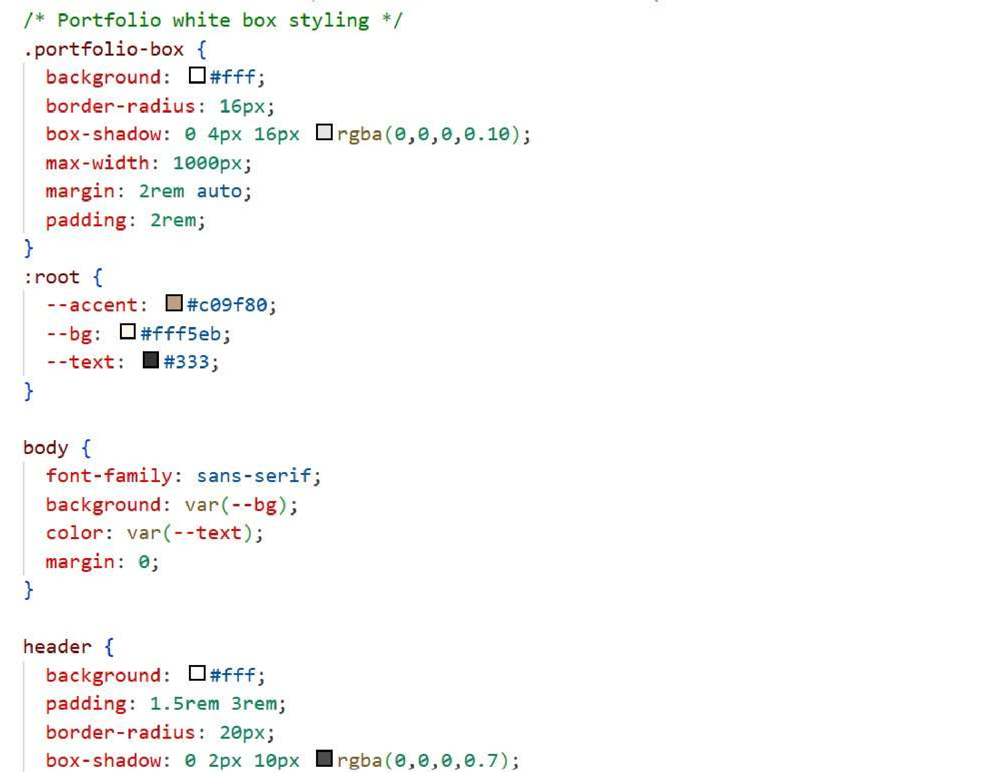 /* Portfolio white box styling */
.portfolio-box {
  background: #fff;
  border-radius: 16px;
  box-shadow: 0 4px 16px rgba(0,0,0,0.10);
  max-width: 1000px;
  margin: 2rem auto;
  padding: 2rem;
}
:root {
  --accent: #c09f80;
  --bg: #fff5eb;
  --text: #333;
}

body {
  font-family: sans-serif;
  background: var(--bg);
  color: var(--text);
  margin: 0;
}

header {
  background: #fff;
  padding: 1.5rem 3rem;
  border-radius: 20px;
  box-shadow: 0 2px 10px rgba(0,0,0,0.7);